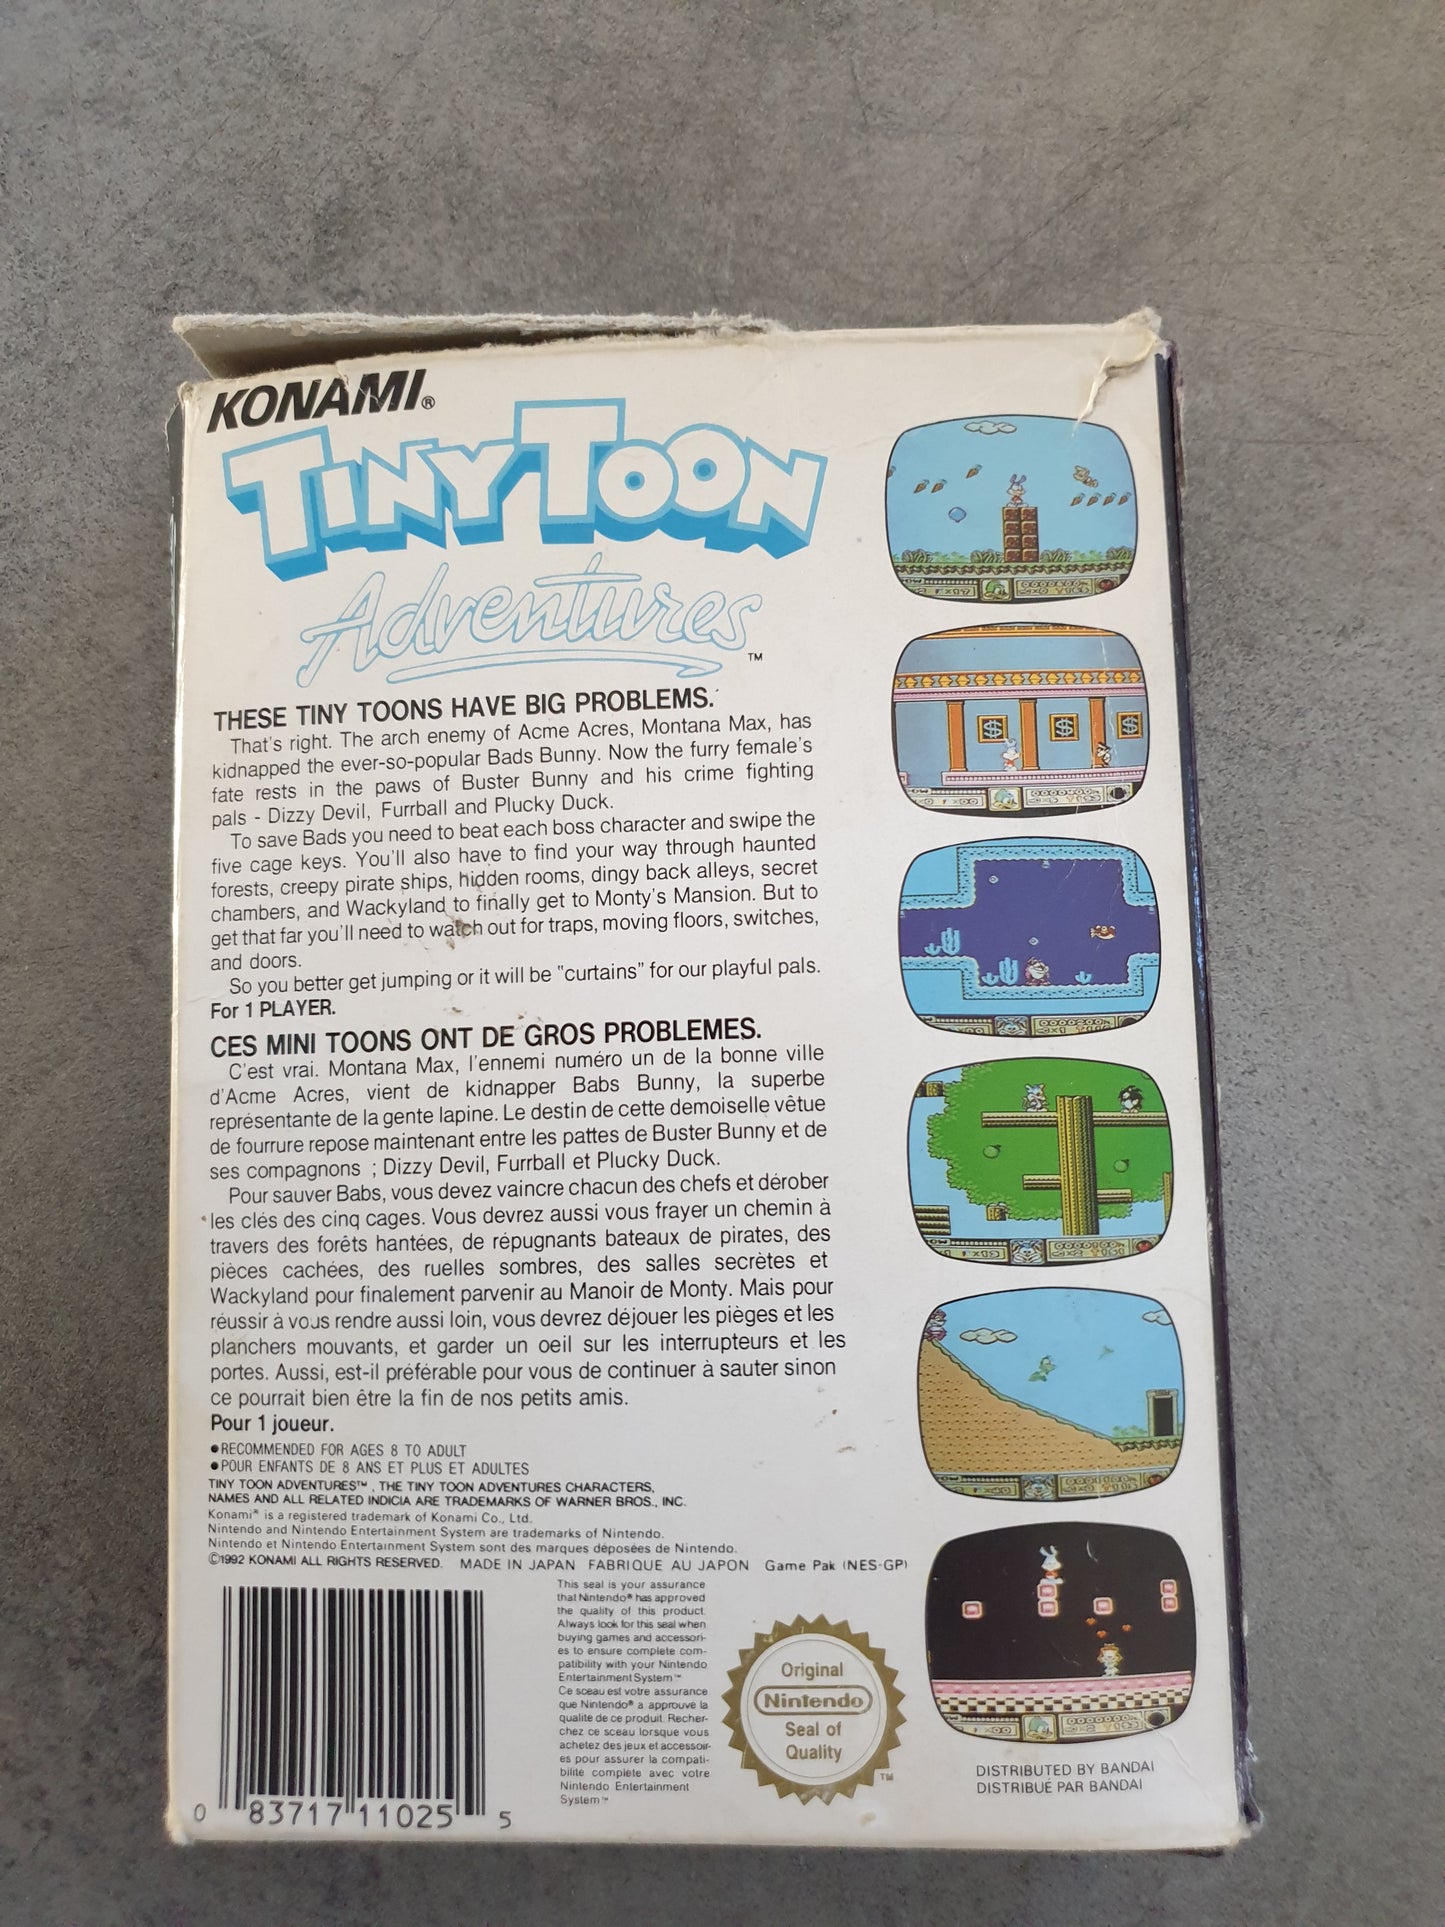 KONAMI®
TINY TOON
Adventures™
THESE TINY TOONS HAVE BIG PROBLEMS.
That's right. The arch enemy of Acme Acres, Montana Max, has
kidnapped the ever-so-popular Bads Bunny. Now the furry female's
fate rests in the paws of Buster Bunny and his crime fighting
pals - Dizzy Devil, Furrball and Plucky Duck.
To save Bads you need to beat each boss character and swipe the
five cage keys. You'll also have to find your way through haunted
forests, creepy pirate ships, hidden rooms, dingy back alleys, secret
chambers, and Wackyland to finally get to Monty's Mansion. But to
get that far you'll need to watch out for traps, moving floors, switches,
and doors.
So you better get jumping or it will be "curtains" for our playful pals.
For 1 PLAYER.
CES MINI TOONS ONT DE GROS PROBLEMES.
C'est vrai. Montana Max, l'ennemi numéro un de la bonne ville
d'Acme Acres, vient de kidnapper Babs Bunny, la superbe
représentante de la gente lapine. Le destin de cette demoiselle vêtue
de fourrure repose maintenant entre les pattes de Buster Bunny et de
ses compagnons ; Dizzy Devil, Furrball et Plucky Duck.
Pour sauver Babs, vous devez vaincre chacun des chefs et dérober
les clés des cinq cages. Vous devrez aussi vous frayer un chemin à
travers des forêts hantées, de répugnants bateaux de pirates, des
pièces cachées, des ruelles sombres, des salles secrètes et
Wackyland pour finalement parvenir au Manoir de Monty. Mais pour
réussir à vous rendre aussi loin, vous devrez déjouer les pièges et les
planchers mouvants, et garder un oeil sur les interrupteurs et les
portes. Aussi, est-il préférable pour vous de continuer à sauter sinon
ce pourrait bien être la fin de nos petits amis.
Pour 1 joueur.
●RECOMMENDED FOR AGES 8 TO ADULT
●POUR ENFANTS DE 8 ANS ET PLUS ET ADULTES
TINY TOON ADVENTURES™, THE TINY TOON ADVENTURES CHARACTERS,
NAMES AND ALL RELATED INDICIA ARE TRADEMARKS OF WARNER BROS., INC.
Konami® is a registered trademark of Konami Co., Ltd.
Nintendo and Nintendo Entertainment System are trademarks of Nintendo.
Nintendo et Nintendo Entertainment System sont des marques déposées de Nintendo.
©1992 KONAMI ALL RIGHTS RESERVED. MADE IN JAPAN FABRIQUE AU JAPON Game Pak (NES-GP)
This seal is your assurance
that Nintendo® has approved
the quality of this product.
Always look for this seal when
buying games and accessori-
es to ensure complete com-
patibility with your Nintendo
Entertainment System™
Ce sceau est votre assurance
que Nintendo® a approuvé la
qualité de ce produit. Recher-
chez ce sceau lorsque vous
achetez des jeux et accessoir-
es pour assurer la compati-
bilité complete avec votre
Nintendo Entertainment
System™
Original
Nintendo
Seal of
Quality
TM
DISTRIBUTED BY BANDAI
DISTRIBUÉ PAR BANDAI
0 83717 11025 5